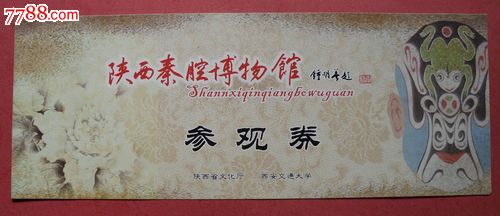 7788.com
陕西秦腔博物馆
Shannxiqinqiangbowuguan
参观券
陕西省文化厅 西安交通大学